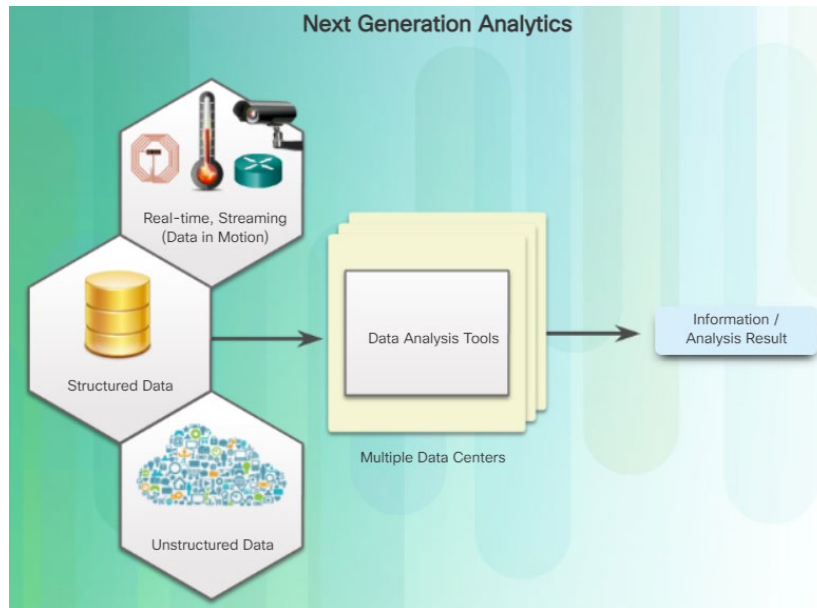 Next Generation Analytics
Real-time, Streaming
(Data in Motion)
Structured Data
Unstructured Data
Data Analysis Tools
Multiple Data Centers
Information /
Analysis Result